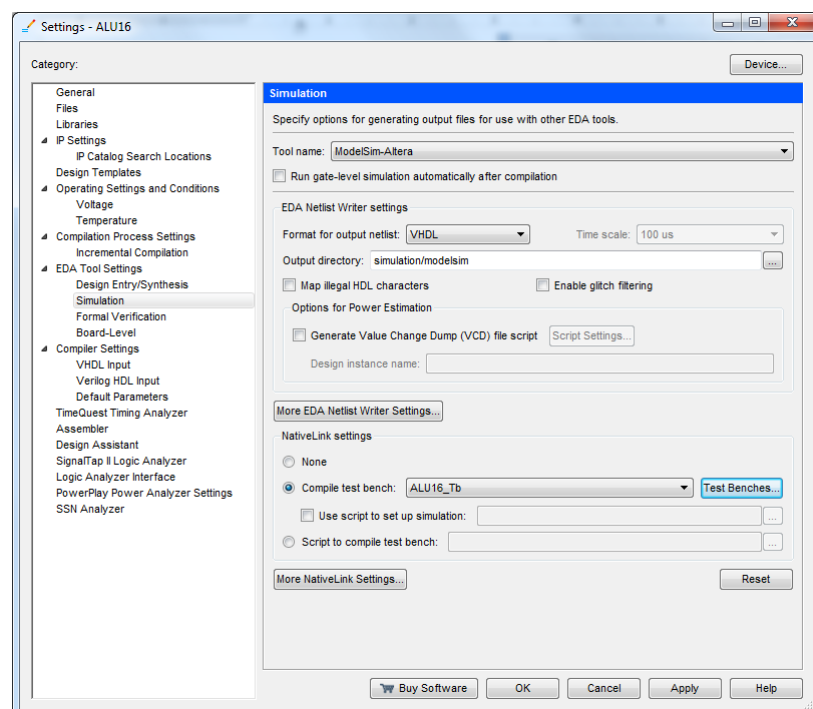 Settings - ALU16
Category:
Device...
General
Files
Libraries
IP Settings
IP Catalog Search Locations
Design Templates
Operating Settings and Conditions
Voltage
Temperature
Compilation Process Settings
Incremental Compilation
EDA Tool Settings
Design Entry/Synthesis
Simulation
Formal Verification
Board-Level
Compiler Settings
VHDL Input
Verilog HDL Input
Default Parameters
TimeQuest Timing Analyzer
Assembler
Design Assistant
SignalTap II Logic Analyzer
Logic Analyzer Interface
PowerPlay Power Analyzer Settings
SSN Analyzer
Simulation
Specify options for generating output files for use with other EDA tools.
Tool name: ModelSim-Altera
Run gate-level simulation automatically after compilation
EDA Netlist Writer settings
Format for output netlist: VHDL Time scale: 100 us
Output directory: simulation/modelsim ...
Map illegal HDL characters Enable glitch filtering
Options for Power Estimation
Generate Value Change Dump (VCD) file script Script Settings...
Design instance name:
More EDA Netlist Writer Settings...
NativeLink settings
None
Compile test bench: ALU16_Tb Test Benches...
Use script to set up simulation: ...
Script to compile test bench: ...
More NativeLink Settings... Reset
Buy Software OK Cancel Apply Help